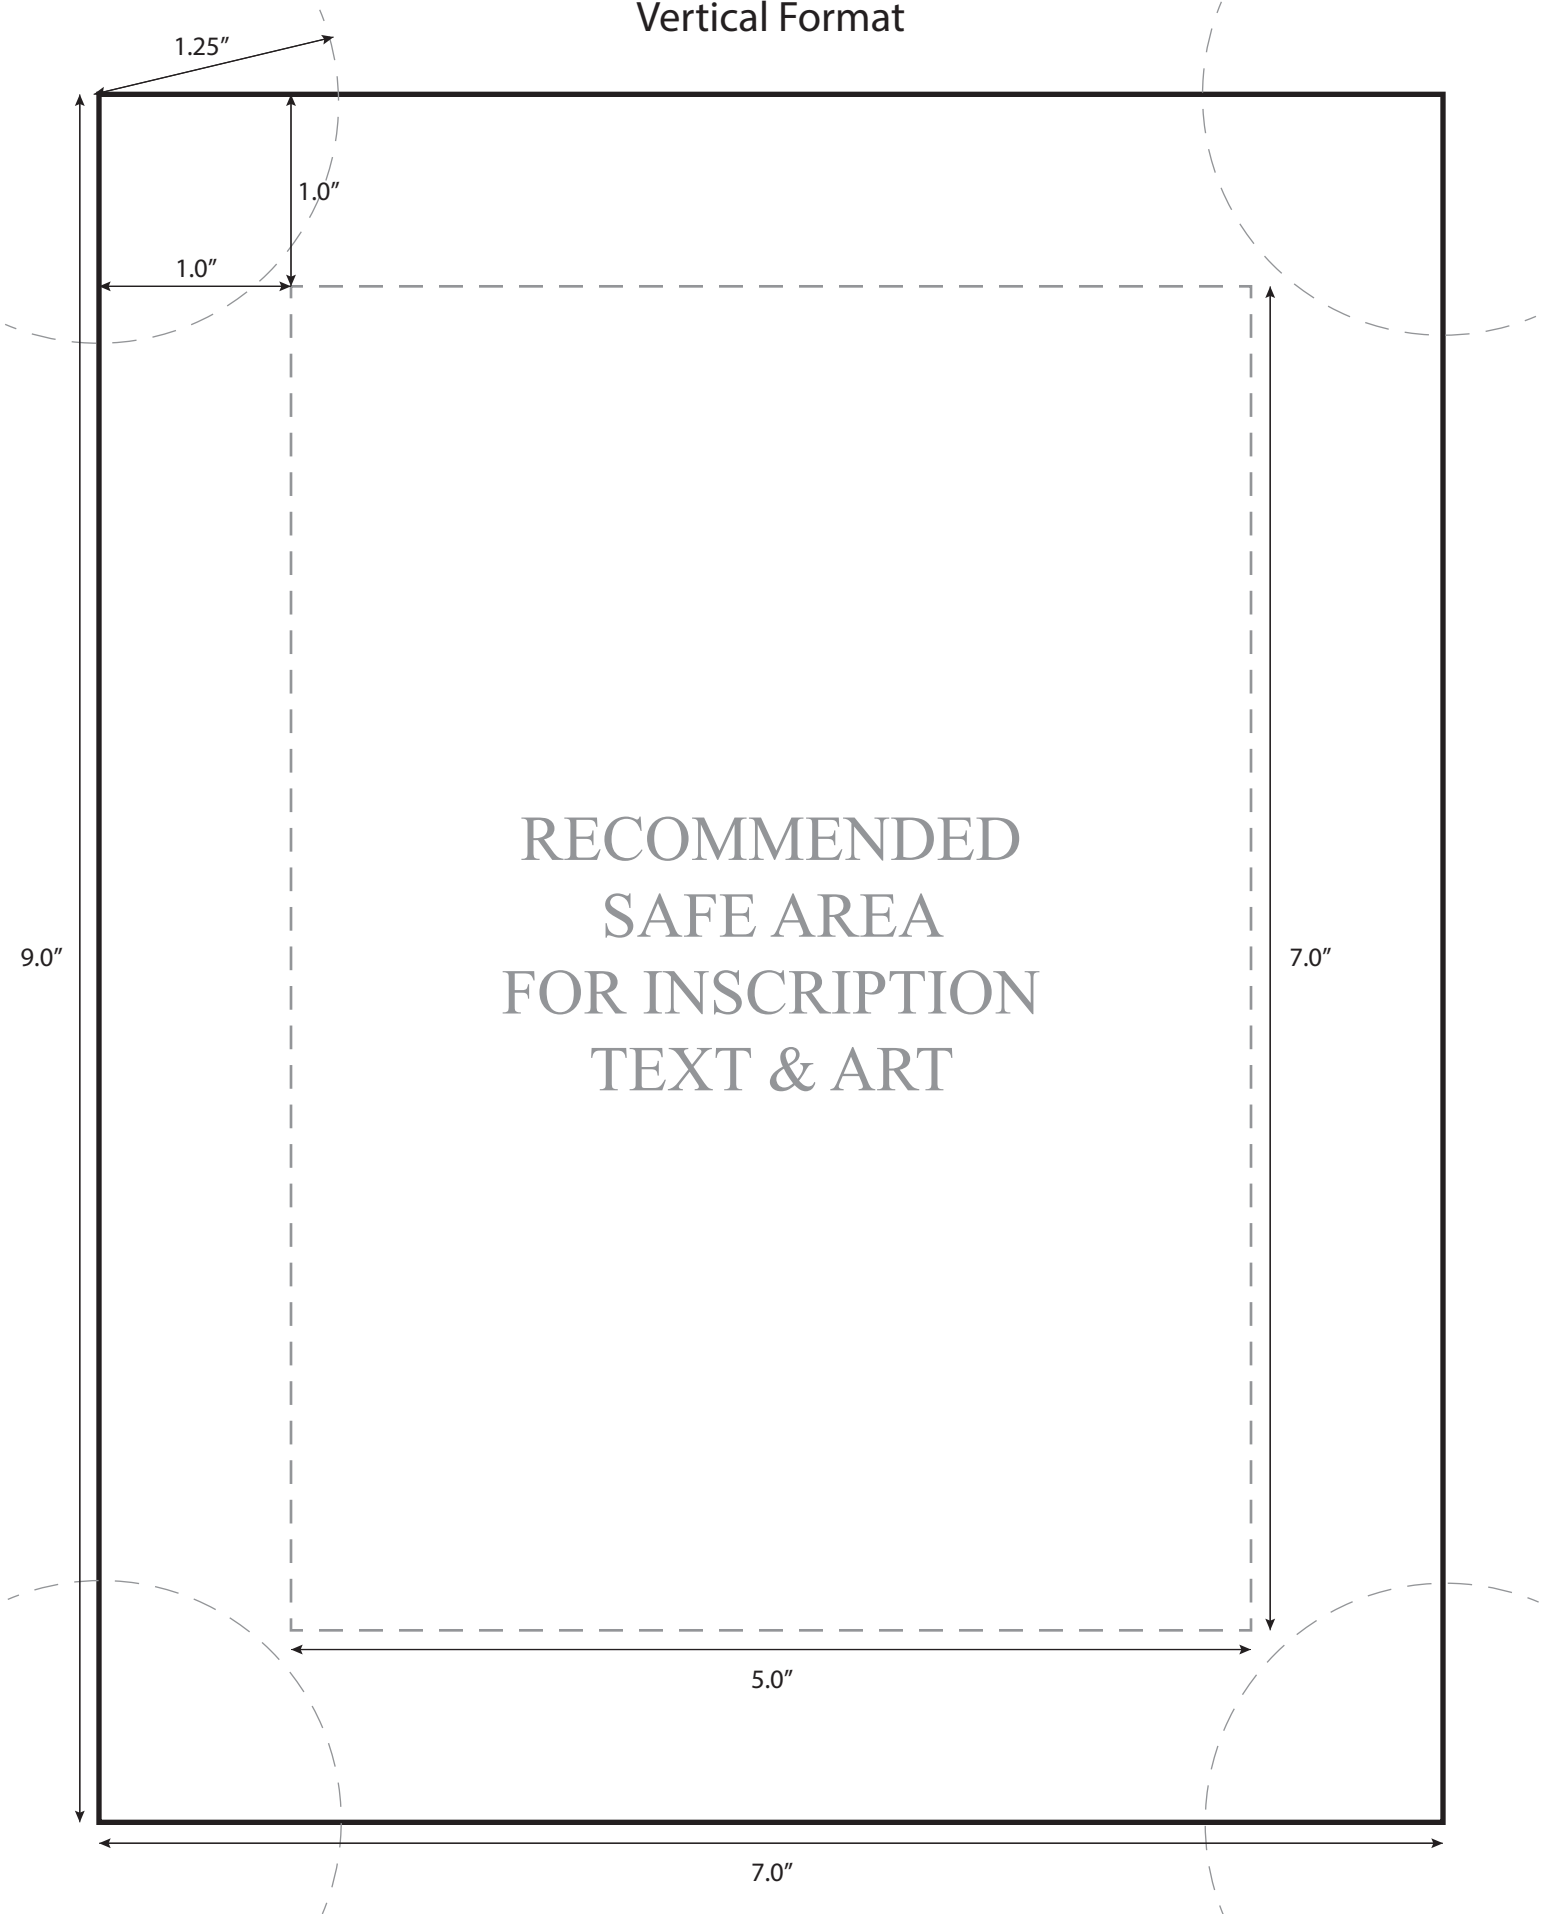 Vertical Format
1.25″
1.0″
1.0″
RECOMMENDED
SAFE AREA
FOR INSCRIPTION
TEXT & ART
9.0″
7.0″
5.0″
7.0″